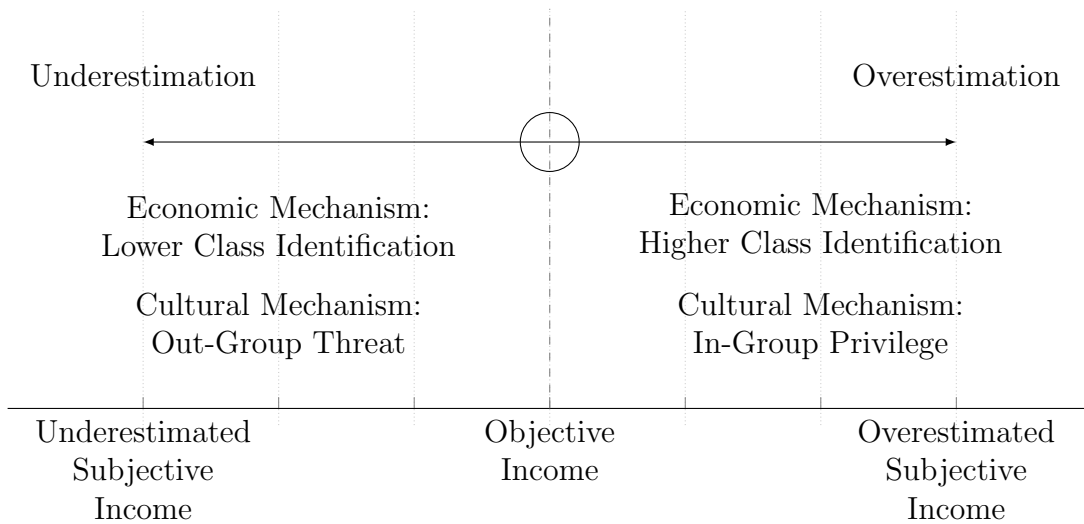 Underestimation
Overestimation
Economic Mechanism:
Lower Class Identification
Economic Mechanism:
Higher Class Identification
Cultural Mechanism:
Out-Group Threat
Cultural Mechanism:
In-Group Privilege
Underestimated
Subjective
Income
Objective
Income
Overestimated
Subjective
Income